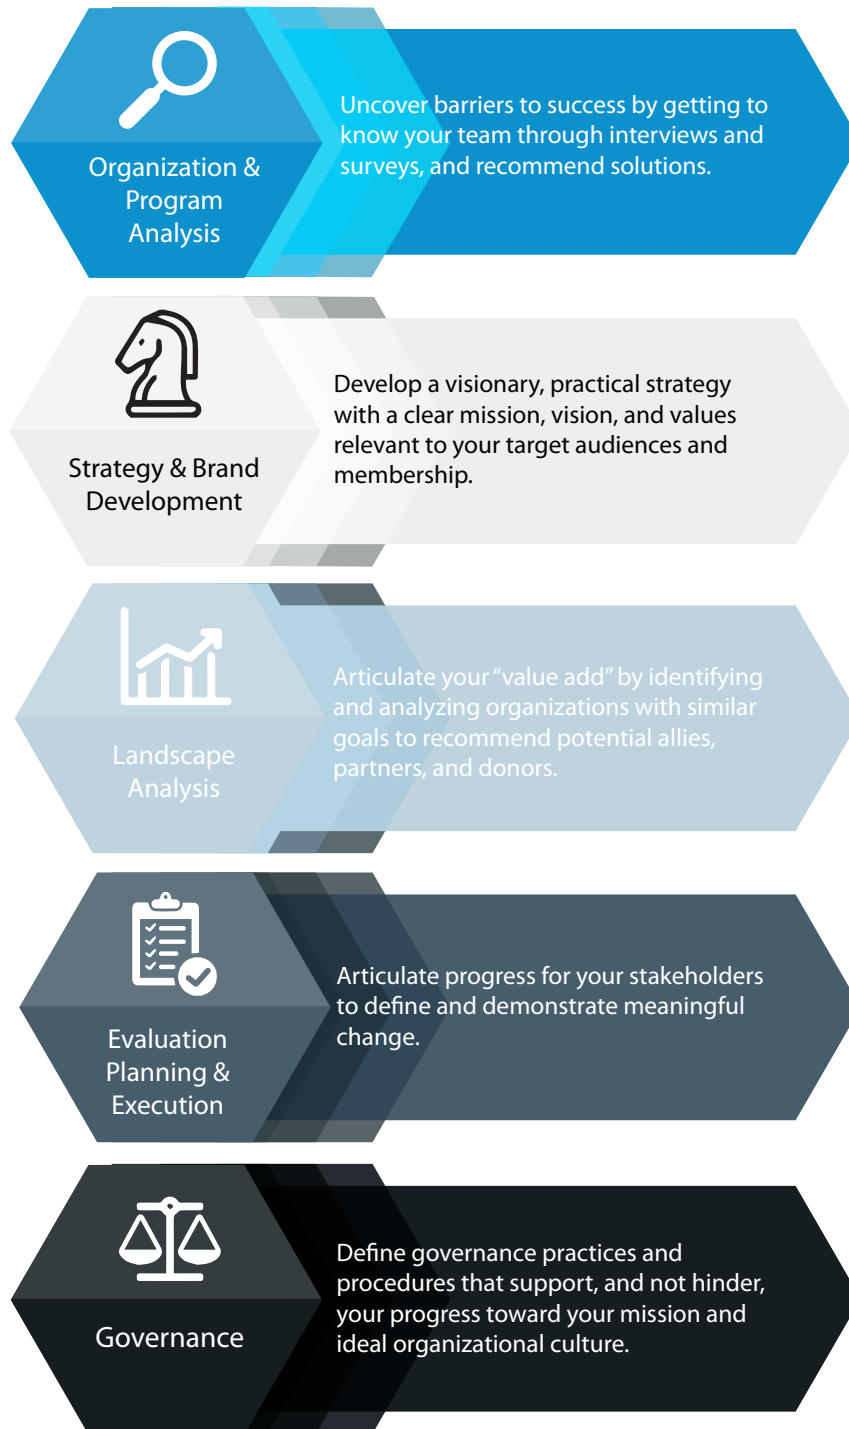 Organization &
Program
Analysis
Uncover barriers to success by getting to
know your team through interviews and
surveys, and recommend solutions.
Strategy & Brand
Development
Develop a visionary, practical strategy
with a clear mission, vision, and values
relevant to your target audiences and
membership.
Landscape
Analysis
Articulate your “value add” by identifying
and analyzing organizations with similar
goals to recommend potential allies,
partners, and donors.
Evaluation
Planning &
Execution
Articulate progress for your stakeholders
to define and demonstrate meaningful
change.
Governance
Define governance practices and
procedures that support, and not hinder,
your progress toward your mission and
ideal organizational culture.